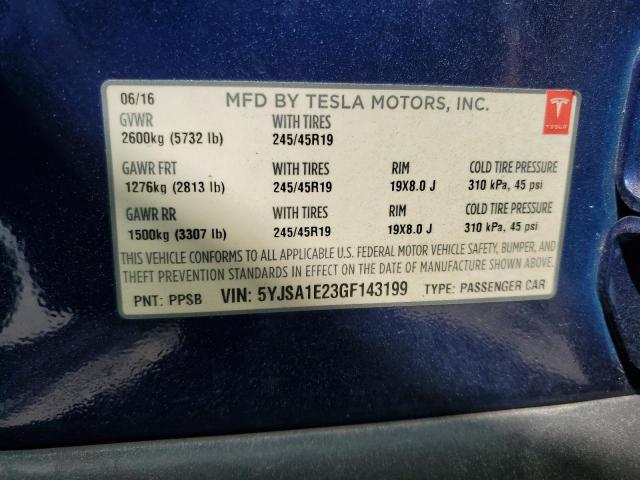 06/16 MFD BY TESLA MOTORS, INC.
TESLA
GVWR WITH TIRES
2600kg (5732 lb) 245/45R19
GAWR FRT WITH TIRES RIM COLD TIRE PRESSURE
1276kg (2813 lb) 245/45R19 19X8.0 J 310 kPa, 45 psi
GAWR RR WITH TIRES RIM COLD TIRE PRESSURE
1500kg (3307 lb) 245/45R19 19X8.0 J 310 kPa, 45 psi
THIS VEHICLE CONFORMS TO ALL APPLICABLE U.S. FEDERAL MOTOR VEHICLE SAFETY, BUMPER, AND
THEFT PREVENTION STANDARDS IN EFFECT ON THE DATE OF MANUFACTURE SHOWN ABOVE.
PNT: PPSB VIN: 5YJSA1E23GF143199 TYPE: PASSENGER CAR